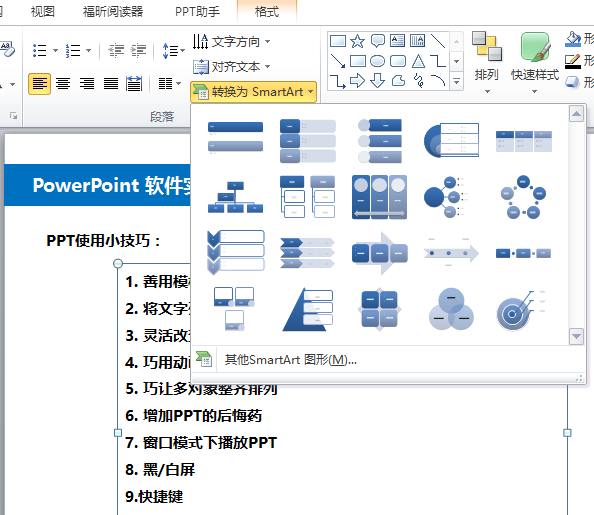 视图 福昕阅读器 PPT助手 格式
文字方向
对齐文本
转换为 SmartArt
段落
排列 快速样式
形
形
形
PowerPoint 软件实
PPT使用小技巧：
1. 善用模
2. 将文字
3. 灵活改
4. 巧用动画
5. 巧让多对象整齐排列
6. 增加PPT的后悔药
7. 窗口模式下播放PPT
8. 黑/白屏
9.快捷键
其他SmartArt 图形(M)...